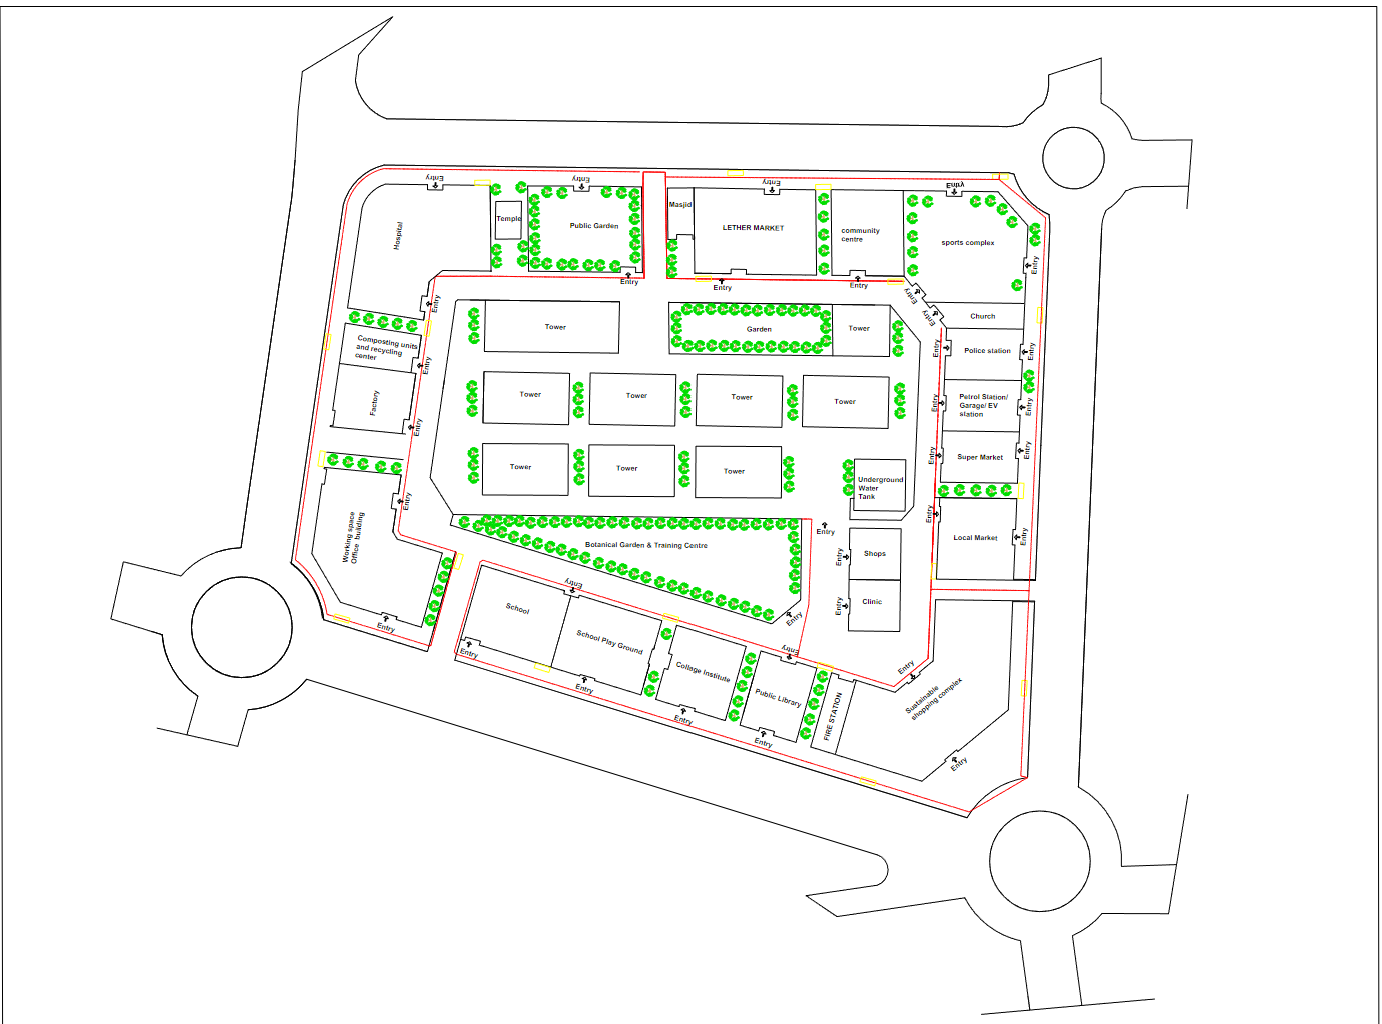 Entry
Entry
Entry
Entry
Temple
Public Garden
Masjid
LETHER MARKET
community
centre
sports complex
Hospital
Entry
Entry
Entry
Entry
Entry
Entry
Entry
Church
Tower
Garden
Tower
Composting units
and recycling
center
Entry
Entry
Police station
Entry
Factory
Tower
Tower
Tower
Tower
Entry
Petrol Station/
Garage/ EV
station
Entry
Entry
Tower
Tower
Tower
Underground
Water
Tank
Entry
Super Market
Entry
Entry
Working space
Office building
Entry
Local Market
Entry
Entry
Botanical Garden & Training Centre
Shops
Entry
Clinic
Entry
Entry
Entry
School
Entry
School Play Ground
Entry
Entry
Entry
Collage Institute
Entry
Public Library
Entry
FIRE STATION
Entry
Sustainable
shopping complex
Entry